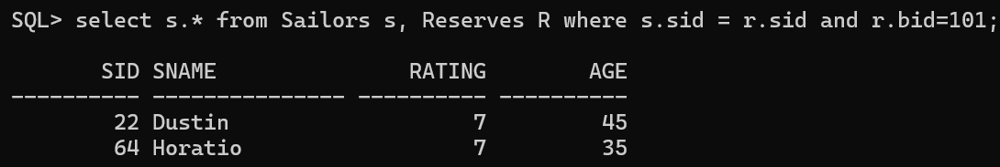 SQL> select s.* from Sailors s, Reserves R where s.sid = r.sid and r.bid=101;
       SID SNAME               RATING        AGE
---------- --------------- ---------- ----------
        22 Dustin                   7         45
        64 Horatio                  7         35